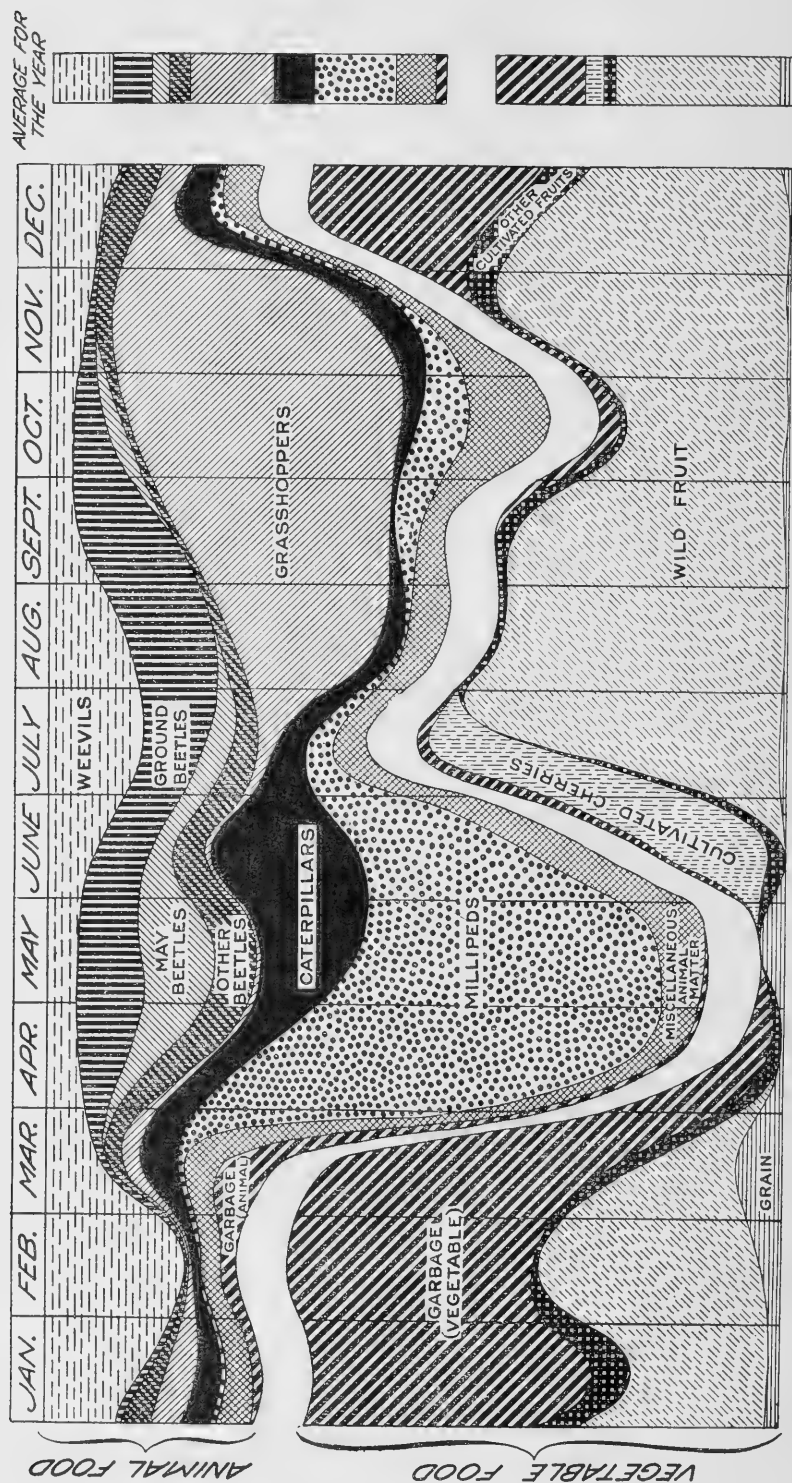 JAN.
FEB.
MAR.
APR.
MAY
JUNE
JULY
AUG.
SEPT.
OCT.
NOV.
DEC.
AVERAGE FOR
THE YEAR
ANIMAL FOOD
VEGETABLE FOOD
WEEVILS
GROUND
BEETLES
MAY
BEETLES
OTHER
BEETLES
GRASSHOPPERS
CATERPILLARS
MILLIPEDS
MISCELLANEOUS
ANIMAL
MATTER
GARBAGE
(ANIMAL)
GARBAGE
(VEGETABLE)
OTHER
CULTIVATED FRUITS
CULTIVATED CHERRIES
WILD FRUIT
GRAIN